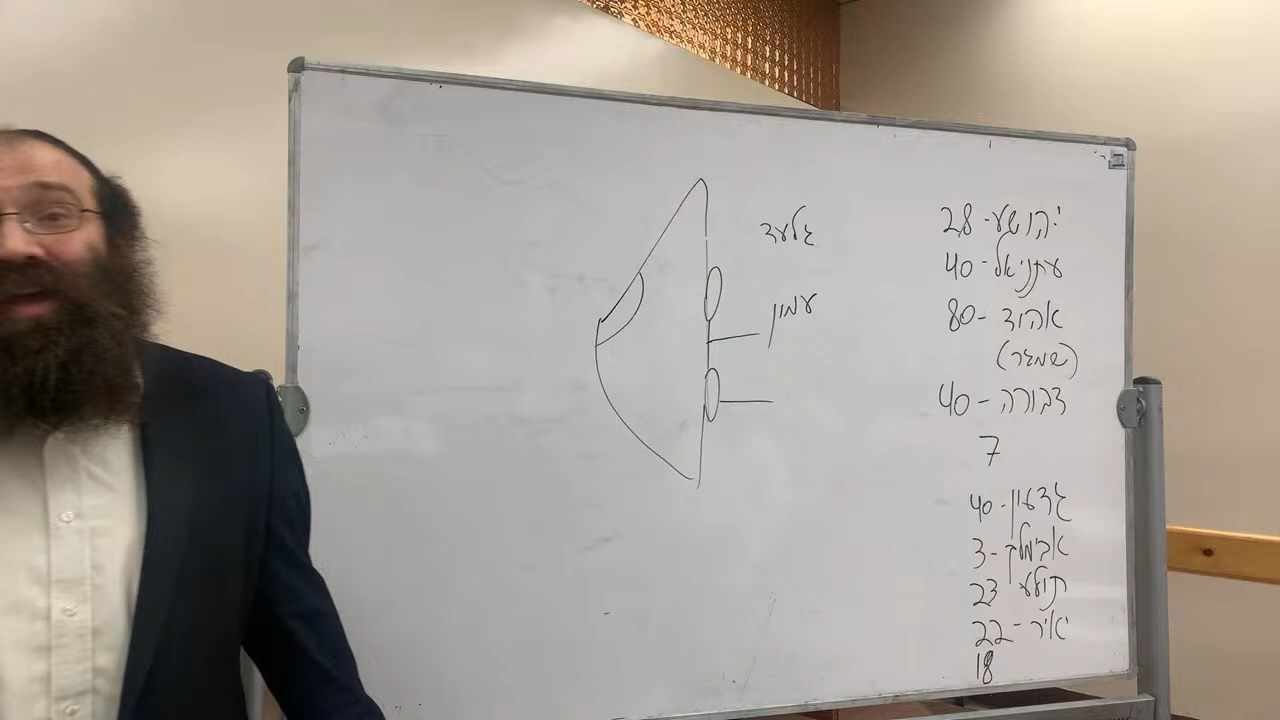 יהושע - 28
עתניאל - 40
אהוד - 80
(שמגר)
דבורה - 40
7
גדעון - 40
אבימלך - 3
תולע 23
יאיר - 22
18
גלעד
עמון